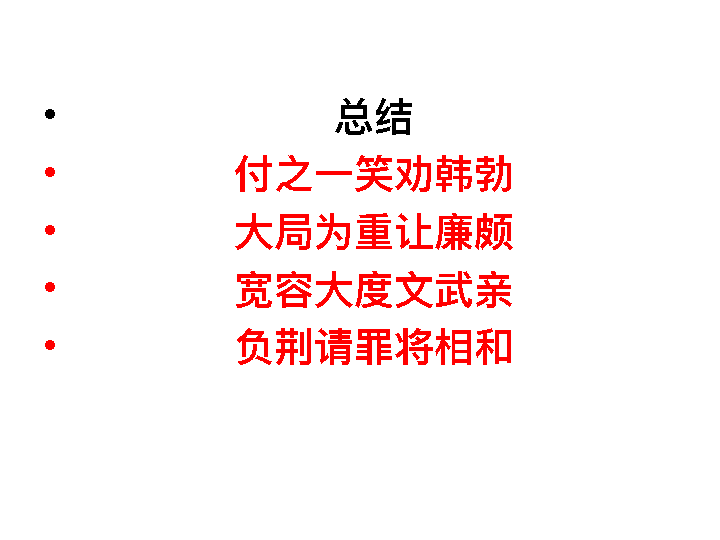 • 总结
• 付之一笑劝韩勃
• 大局为重让廉颇
• 宽容大度文武亲
• 负荆请罪将相和